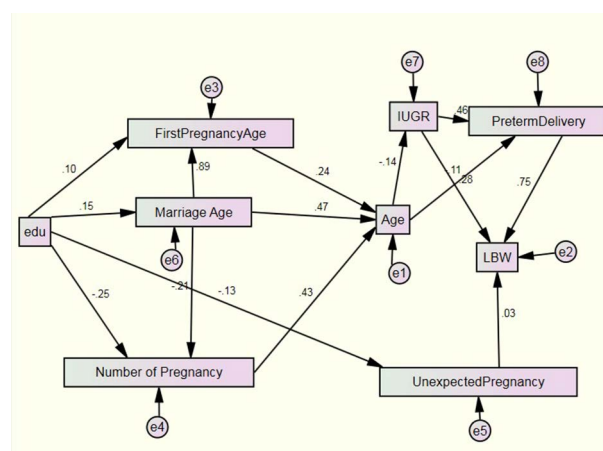 e7
e8
e3
IUGR
.46
PretermDelivery
FirstPregnancyAge
.10
.89
.24
-.14
-.11
.28
.75
.15
Marriage Age
.47
Age
edu
e6
e1
LBW
e2
-.25
-.21
-.13
.43
.03
Number of Pregnancy
UnexpectedPregnancy
e4
e5